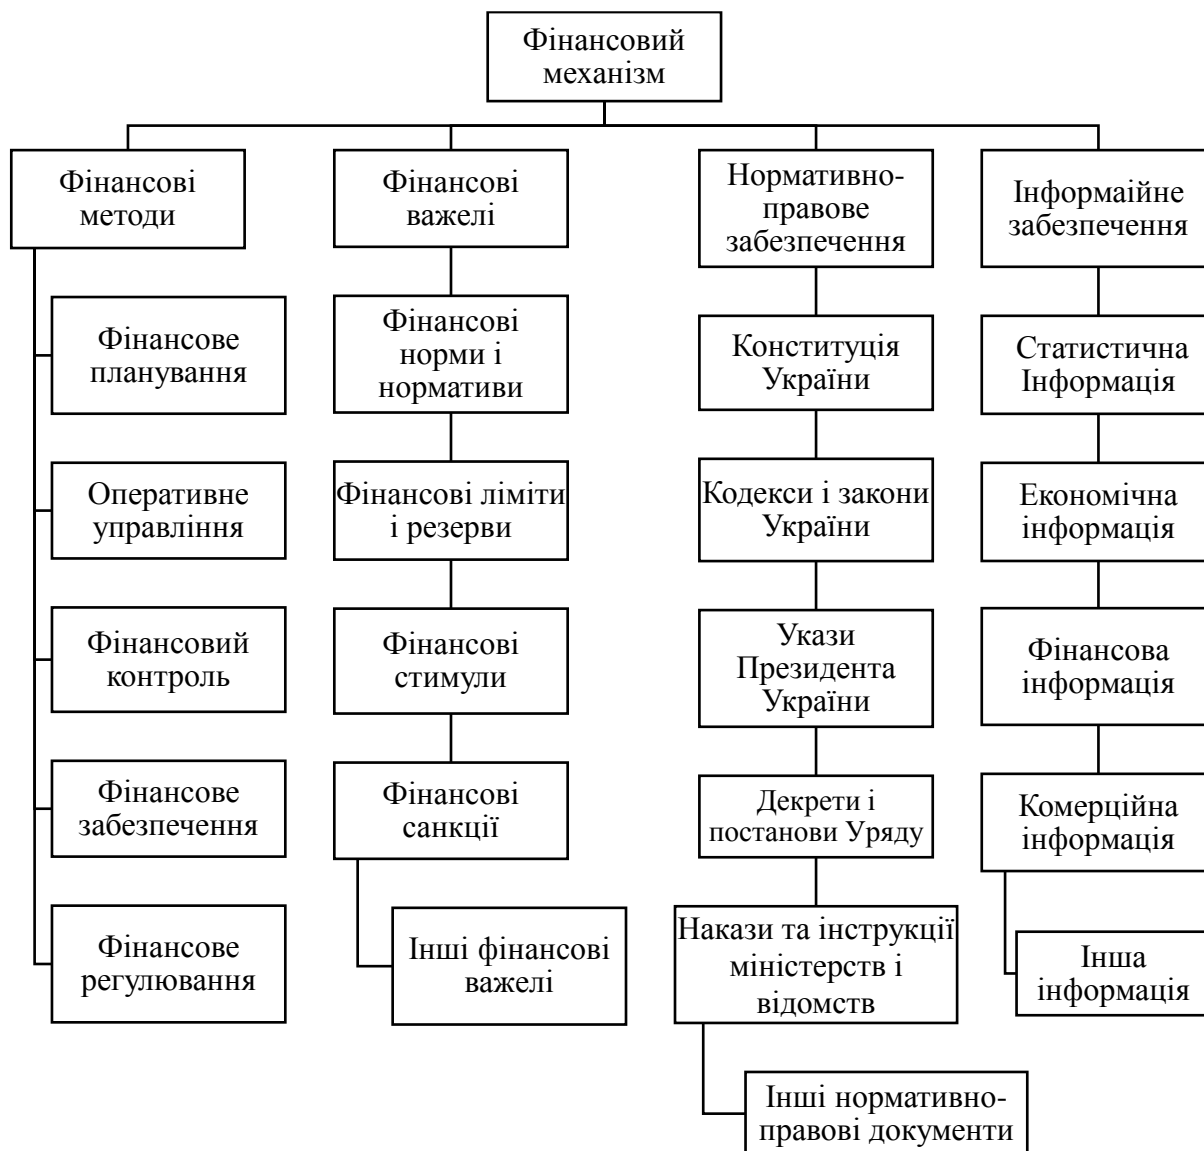 Фінансовий
механізм
Фінансові
методи
Фінансові
важелі
Нормативно-
правове
забезпечення
Інформаійне
забезпечення
Фінансове
планування
Фінансові
норми і
нормативи
Конституція
України
Статистична
Інформація
Оперативне
управління
Фінансові ліміти
і резерви
Кодекси і закони
України
Економічна
інформація
Фінансовий
контроль
Фінансові
стимули
Укази
Президента
України
Фінансова
інформація
Фінансове
забезпечення
Фінансові
санкції
Декрети і
постанови Уряду
Комерційна
інформація
Фінансове
регулювання
Інші фінансові
важелі
Накази та інструкції
міністерств і
відомств
Інша
інформація
Інші нормативно-
правові документи